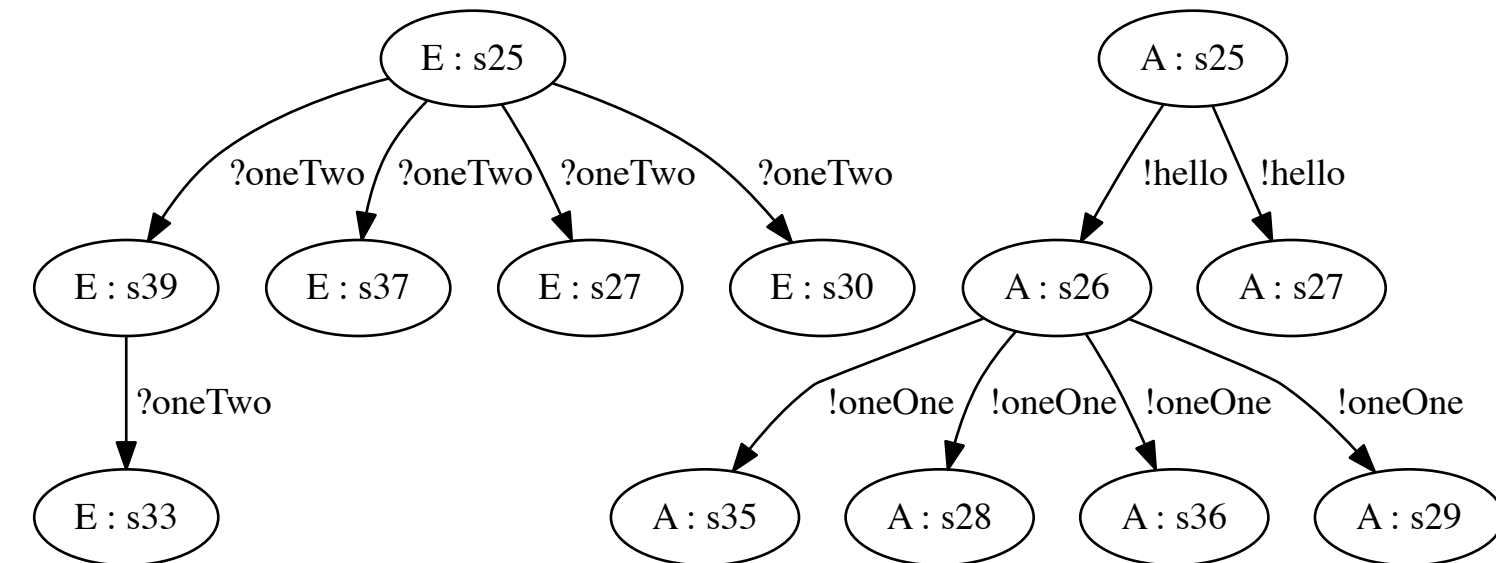 E : s25
A : s25
?oneTwo
?oneTwo
?oneTwo
?oneTwo
!hello
!hello
E : s39
E : s37
E : s27
E : s30
A : s26
A : s27
?oneTwo
!oneOne
!oneOne
!oneOne
!oneOne
E : s33
A : s35
A : s28
A : s36
A : s29